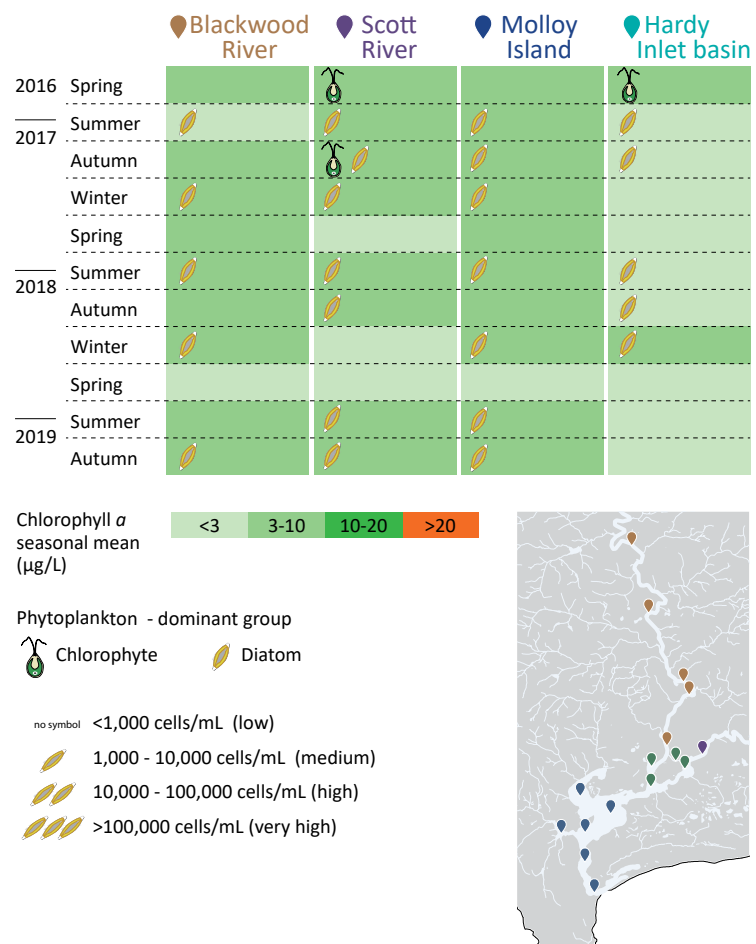 Blackwood River
Scott River
Molloy Island
Hardy Inlet basin
2016 Spring
Summer
2017
Autumn
Winter
Spring
Summer
2018
Autumn
Winter
Spring
Summer
2019
Autumn
Chlorophyll a
seasonal mean
(µg/L)
<3 3-10 10-20 >20
Phytoplankton - dominant group
Chlorophyte Diatom
no symbol <1,000 cells/mL (low)
1,000 - 10,000 cells/mL (medium)
10,000 - 100,000 cells/mL (high)
>100,000 cells/mL (very high)